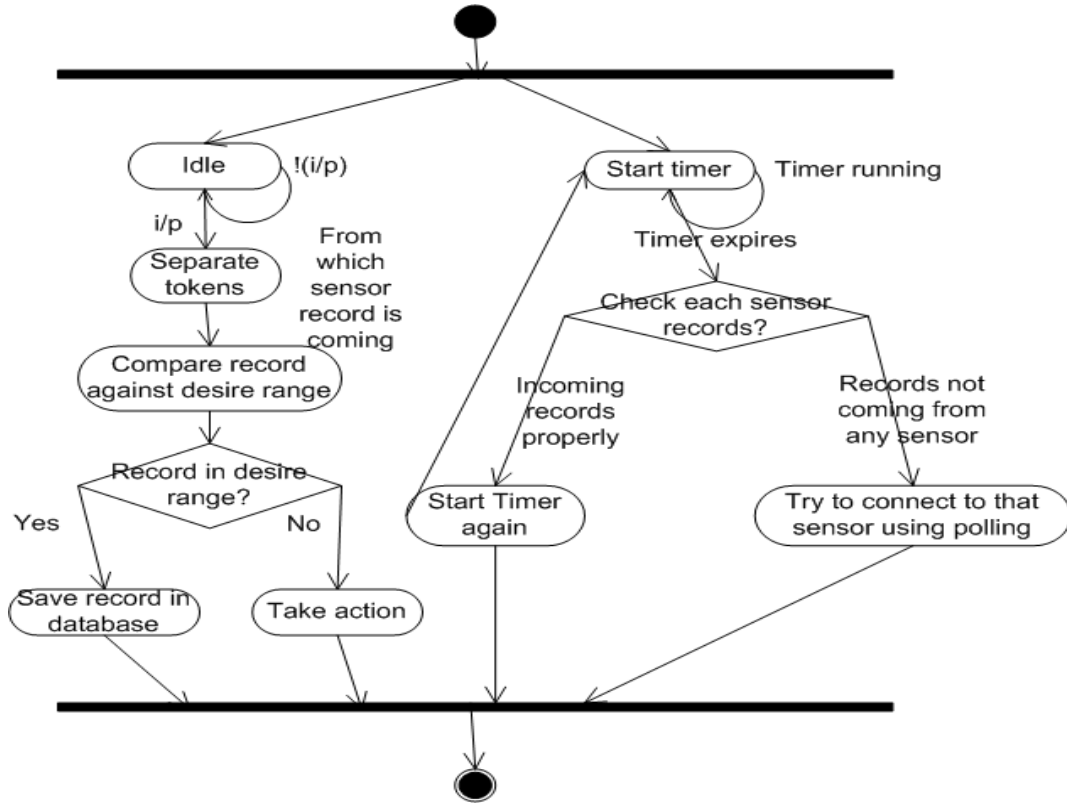 Idle
!(i/p)
i/p
Separate
tokens
From
which
sensor
record is
coming
Compare record
against desire range
Record in desire
range?
Yes
No
Save record in
database
Take action
Start timer
Timer running
Timer expires
Check each sensor
records?
Incoming
records
properly
Records not
coming from
any sensor
Start Timer
again
Try to connect to that
sensor using polling